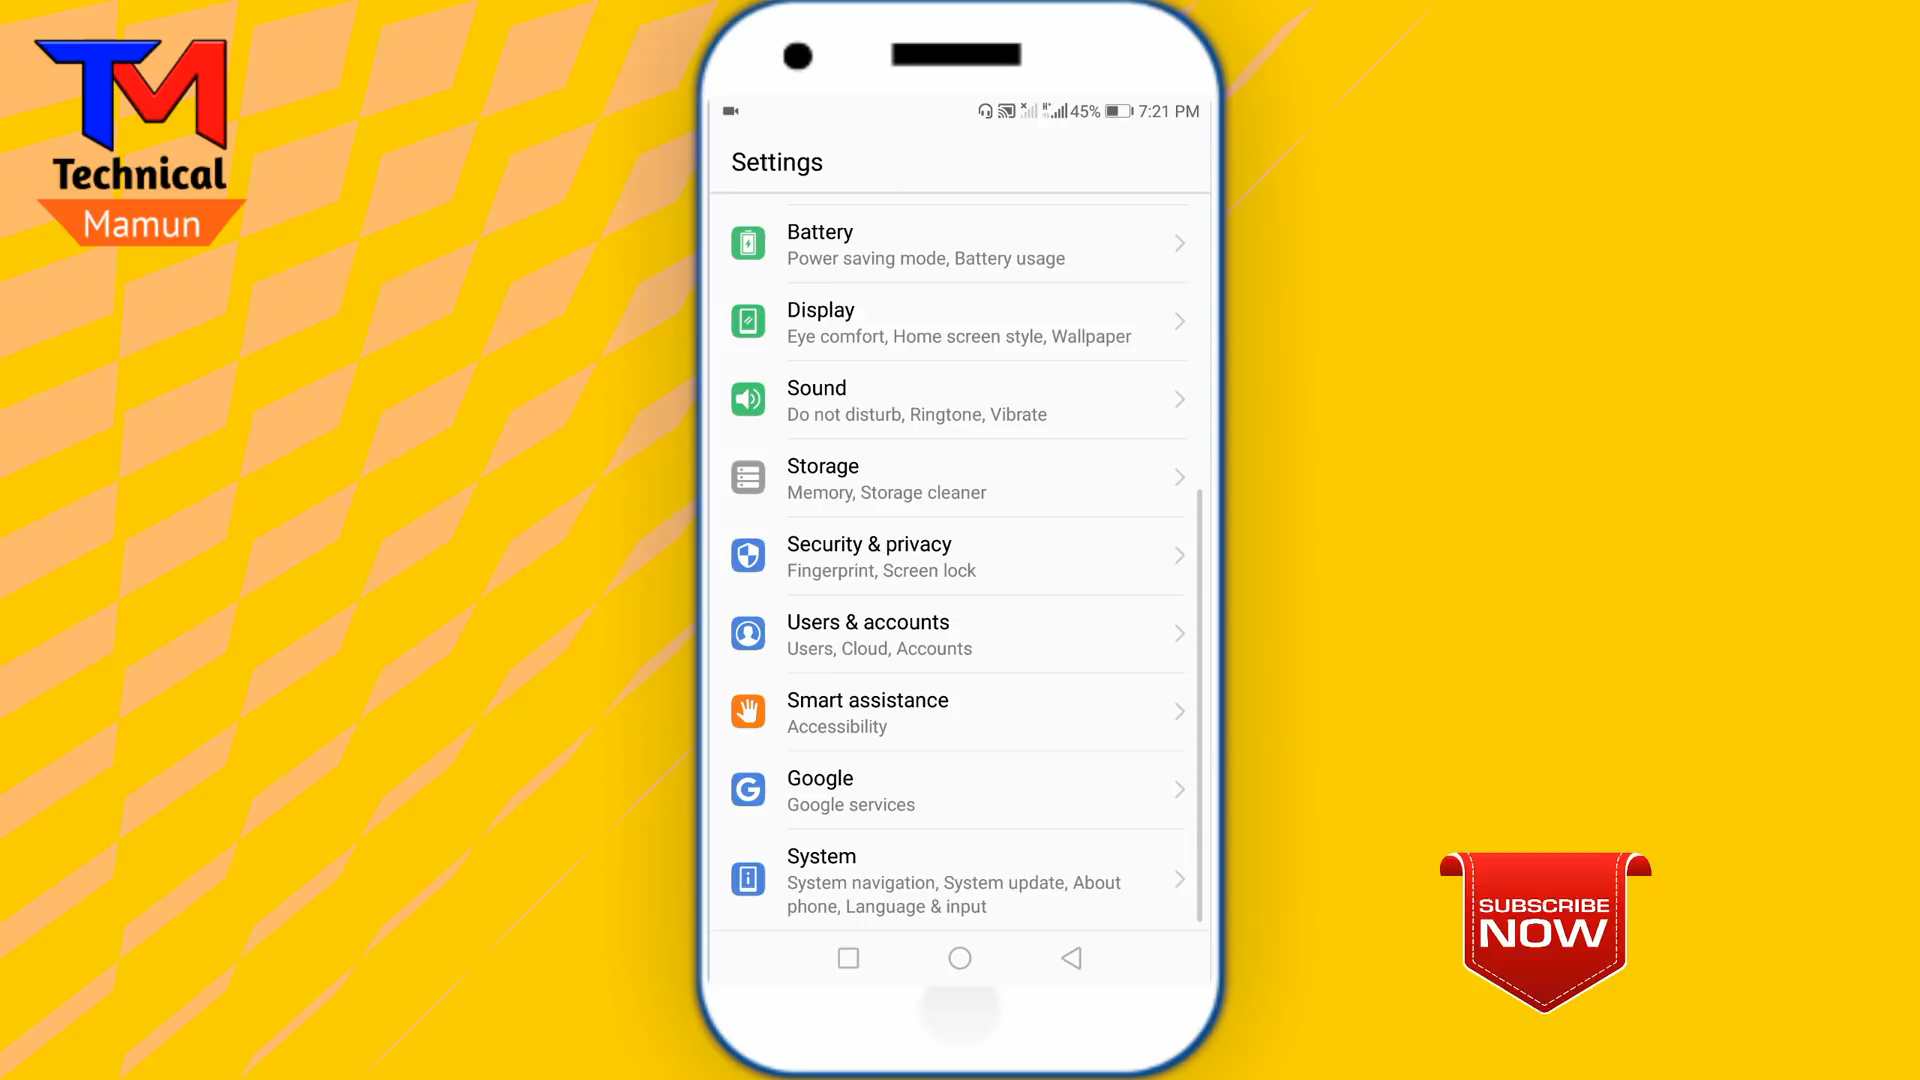 TM
Technical
Mamun
45% 7:21 PM
Settings
Battery
Power saving mode, Battery usage
Display
Eye comfort, Home screen style, Wallpaper
Sound
Do not disturb, Ringtone, Vibrate
Storage
Memory, Storage cleaner
Security & privacy
Fingerprint, Screen lock
Users & accounts
Users, Cloud, Accounts
Smart assistance
Accessibility
Google
Google services
System
System navigation, System update, About
phone, Language & input
SUBSCRIBE
NOW